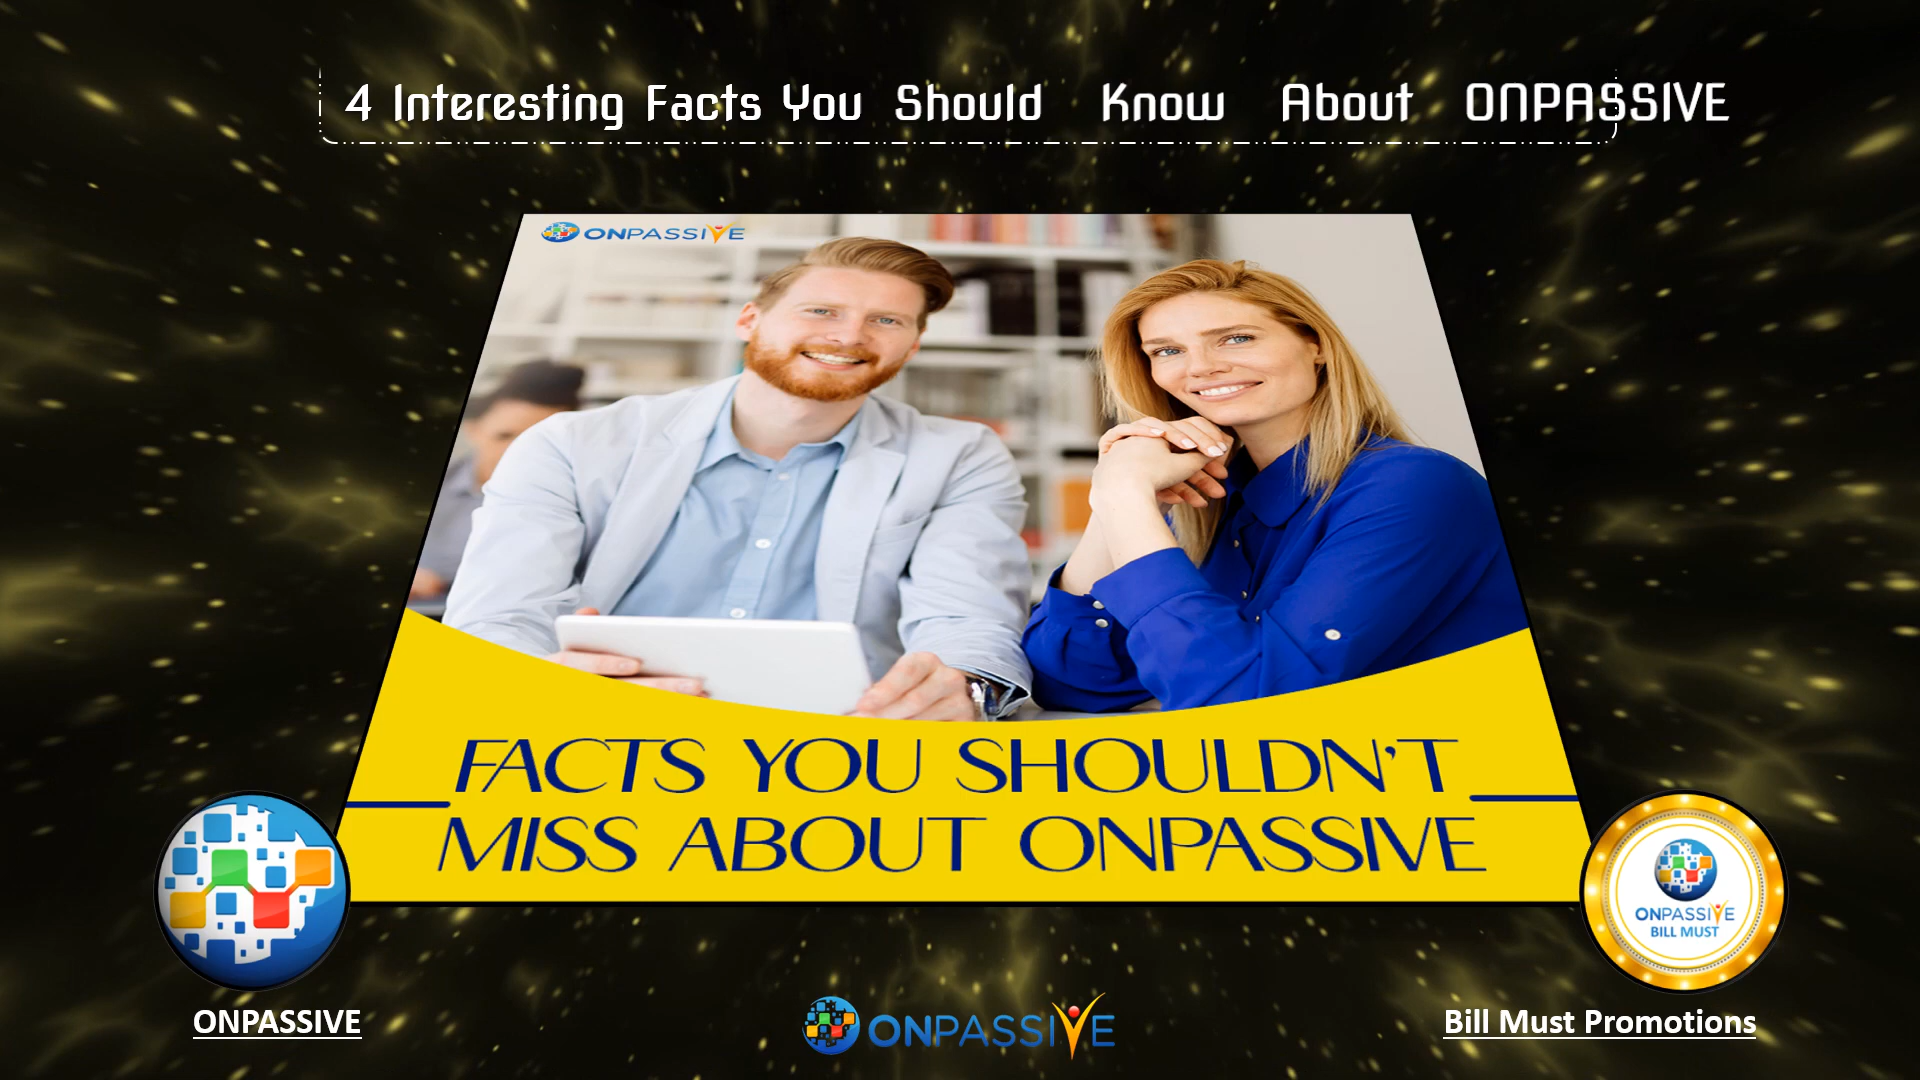 4 Interesting Facts You Should Know About ONPASSIVE
ONPASSIVE
FACTS YOU SHOULDN'T
MISS ABOUT ONPASSIVE
ONPASSIVE
BILL MUST
ONPASSIVE
ONPASSIVE
Bill Must Promotions